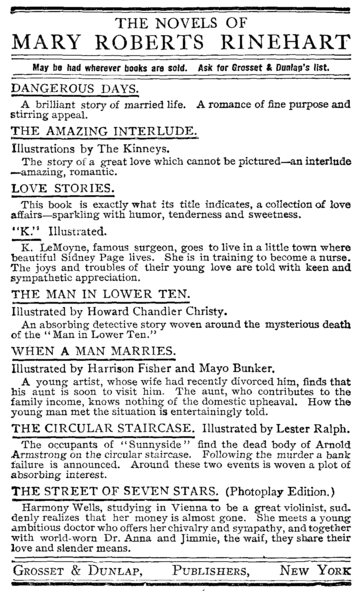 THE NOVELS OF
MARY ROBERTS RINEHART
May be had wherever books are sold. Ask for Grosset & Dunlap's list.
DANGEROUS DAYS.
A brilliant story of married life. A romance of fine purpose and
stirring appeal.
THE AMAZING INTERLUDE.
Illustrations by The Kinneys.
The story of a great love which cannot be pictured—an interlude
—amazing, romantic.
LOVE STORIES.
This book is exactly what its title indicates, a collection of love
affairs—sparkling with humor, tenderness and sweetness.
"K." Illustrated.
K. LeMoyne, famous surgeon, goes to live in a little town where
beautiful Sidney Page lives. She is in training to become a nurse.
The joys and troubles of their young love are told with keen and
sympathetic appreciation.
THE MAN IN LOWER TEN.
Illustrated by Howard Chandler Christy.
An absorbing detective story woven around the mysterious death
of the "Man in Lower Ten."
WHEN A MAN MARRIES.
Illustrated by Harrison Fisher and Mayo Bunker.
A young artist, whose wife had recently divorced him, finds that
his aunt is soon to visit him. The aunt, who contributes to the
family income, knows nothing of the domestic upheaval. How the
young man met the situation is entertainingly told.
THE CIRCULAR STAIRCASE. Illustrated by Lester Ralph.
The occupants of "Sunnyside" find the dead body of Arnold
Armstrong on the circular staircase. Following the murder a bank
failure is announced. Around these two events is woven a plot of
absorbing interest.
THE STREET OF SEVEN STARS. (Photoplay Edition.)
Harmony Wells, studying in Vienna to be a great violinist, sud-
denly realizes that her money is almost gone. She meets a young
ambitious doctor who offers her chivalry and sympathy, and together
with world-worn Dr. Anna and Jimmie, the waif, they share their
love and slender means.
GROSSET & DUNLAP, PUBLISHERS, NEW YORK